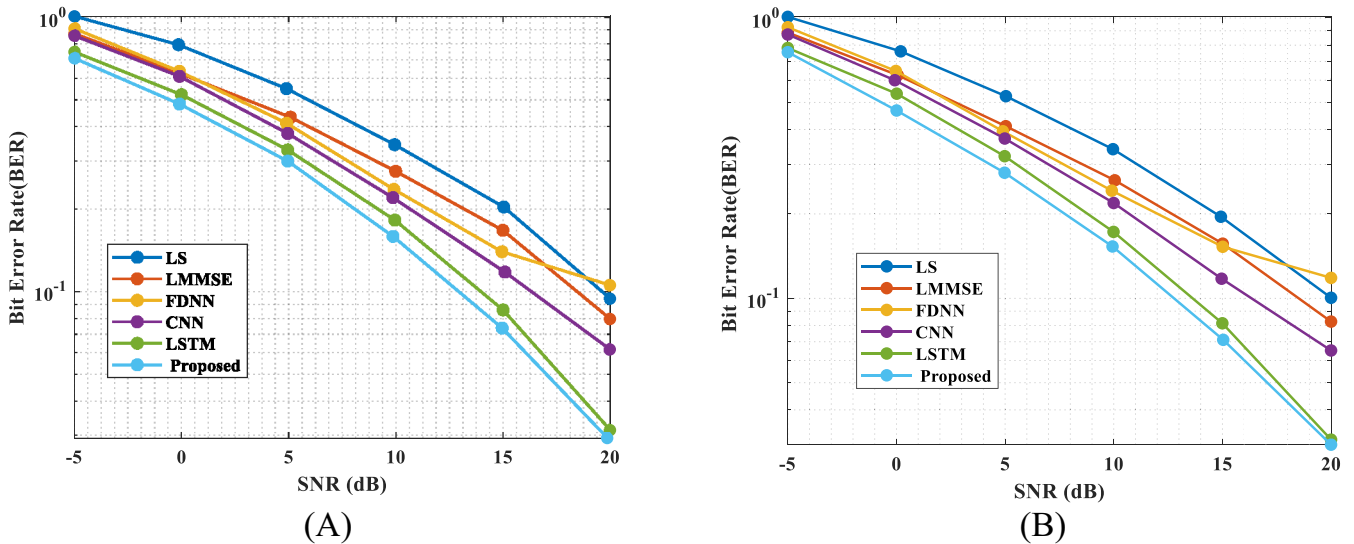 10^0
10^-1
Bit Error Rate(BER)
LS
LMMSE
FDNN
CNN
LSTM
Proposed
-5 0 5 10 15 20
SNR (dB)
(A)
10^0
10^-1
Bit Error Rate(BER)
LS
LMMSE
FDNN
CNN
LSTM
Proposed
-5 0 5 10 15 20
SNR (dB)
(B)